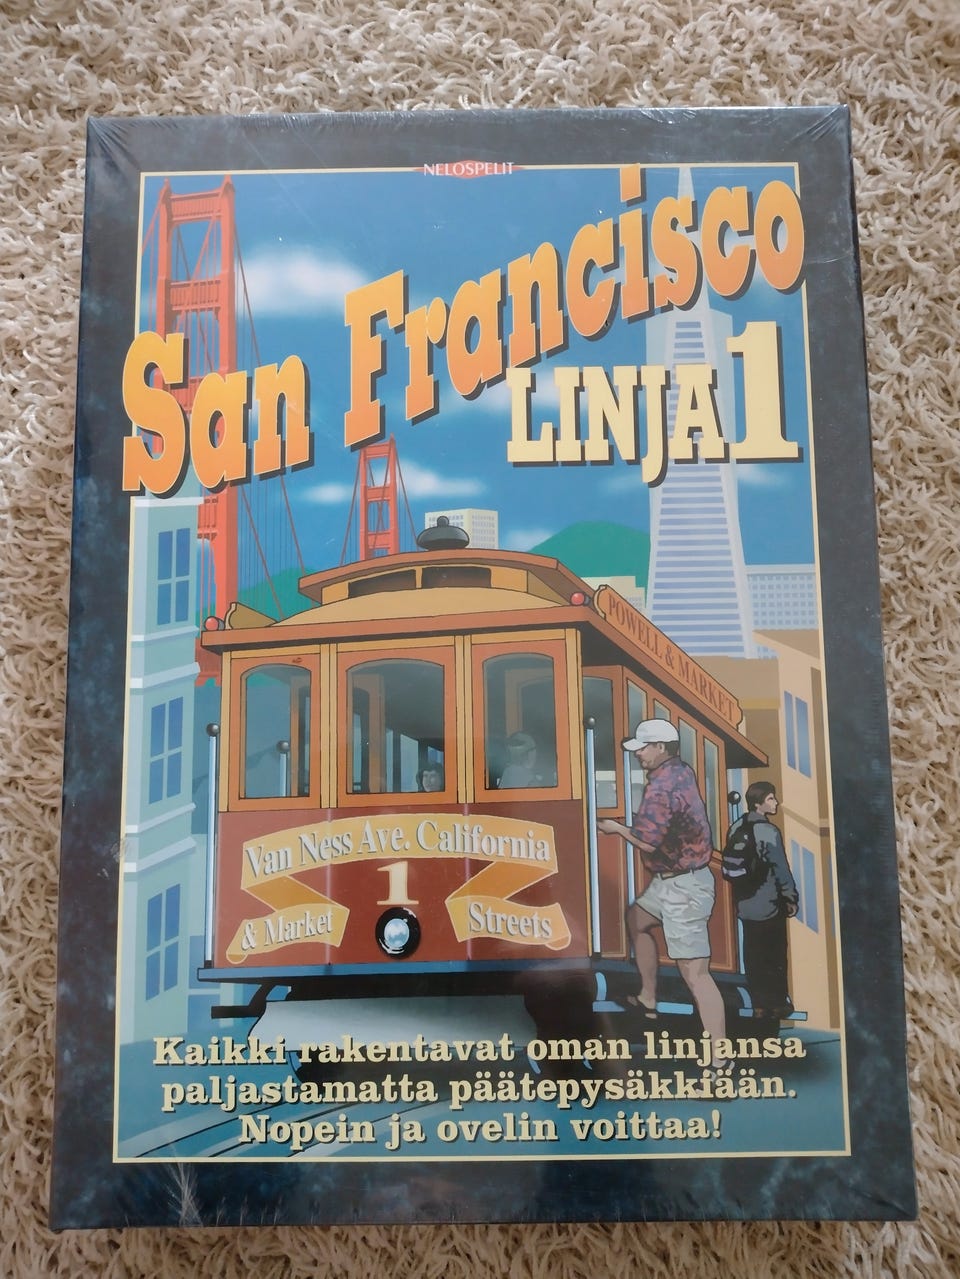 NELOSPELIT
San Francisco
LINJA 1
POWELL & MARKET
Van Ness Ave. California
1
& Market Streets
Kaikki rakentavat oman linjansa
paljastamatta päätepysäkkiään.
Nopein ja ovelin voittaa!